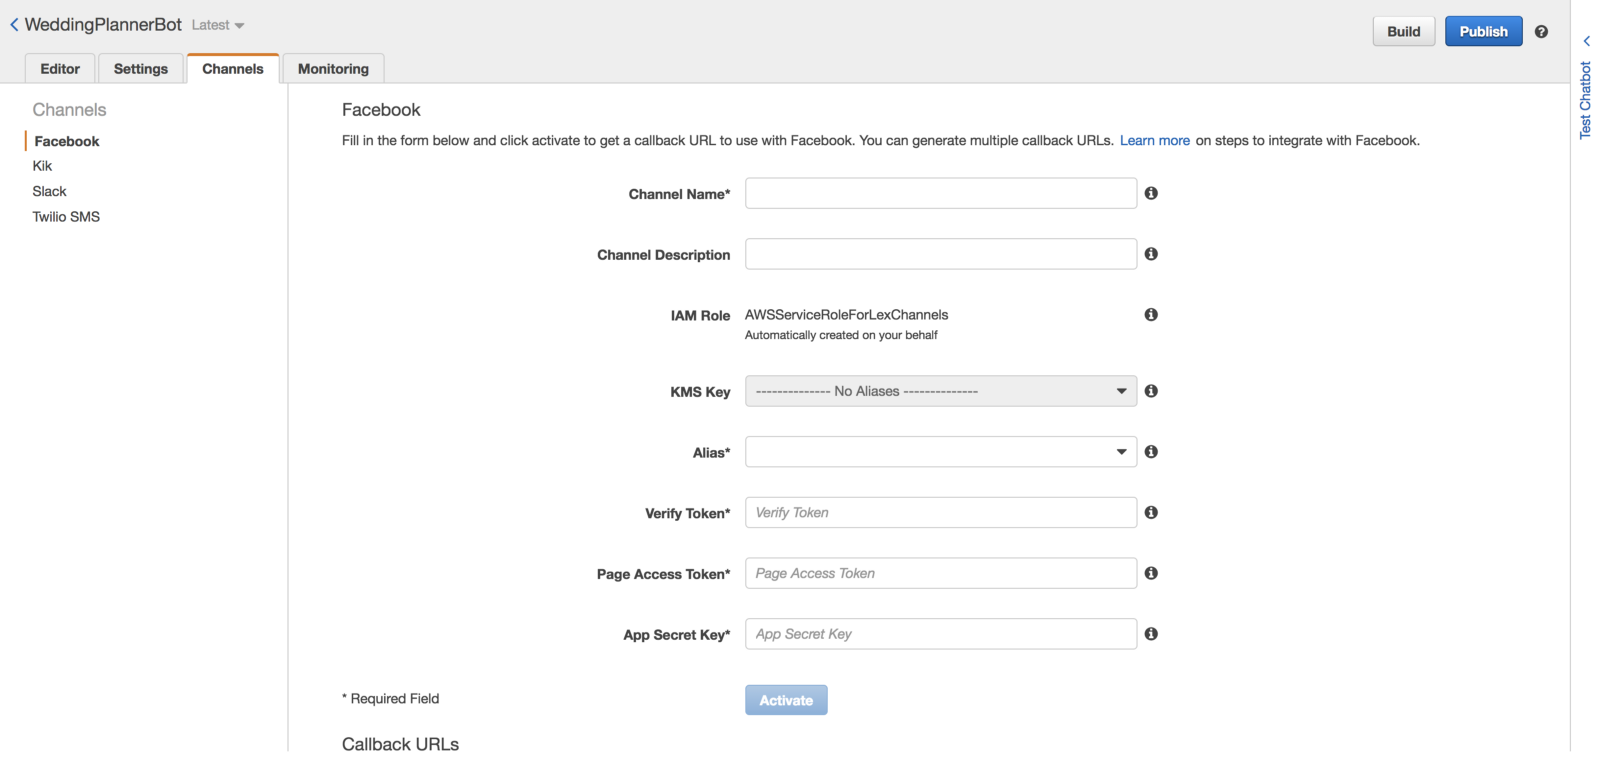 WeddingPlannerBot Latest
Build
Publish
Editor
Settings
Channels
Monitoring
Test Chatbot
Channels
Facebook
Kik
Slack
Twilio SMS
Facebook
Fill in the form below and click activate to get a callback URL to use with Facebook. You can generate multiple callback URLs. Learn more on steps to integrate with Facebook.
Channel Name*
Channel Description
IAM Role AWSServiceRoleForLexChannels
Automatically created on your behalf
KMS Key -------------- No Aliases --------------
Alias*
Verify Token* Verify Token
Page Access Token* Page Access Token
App Secret Key* App Secret Key
* Required Field
Activate
Callback URLs